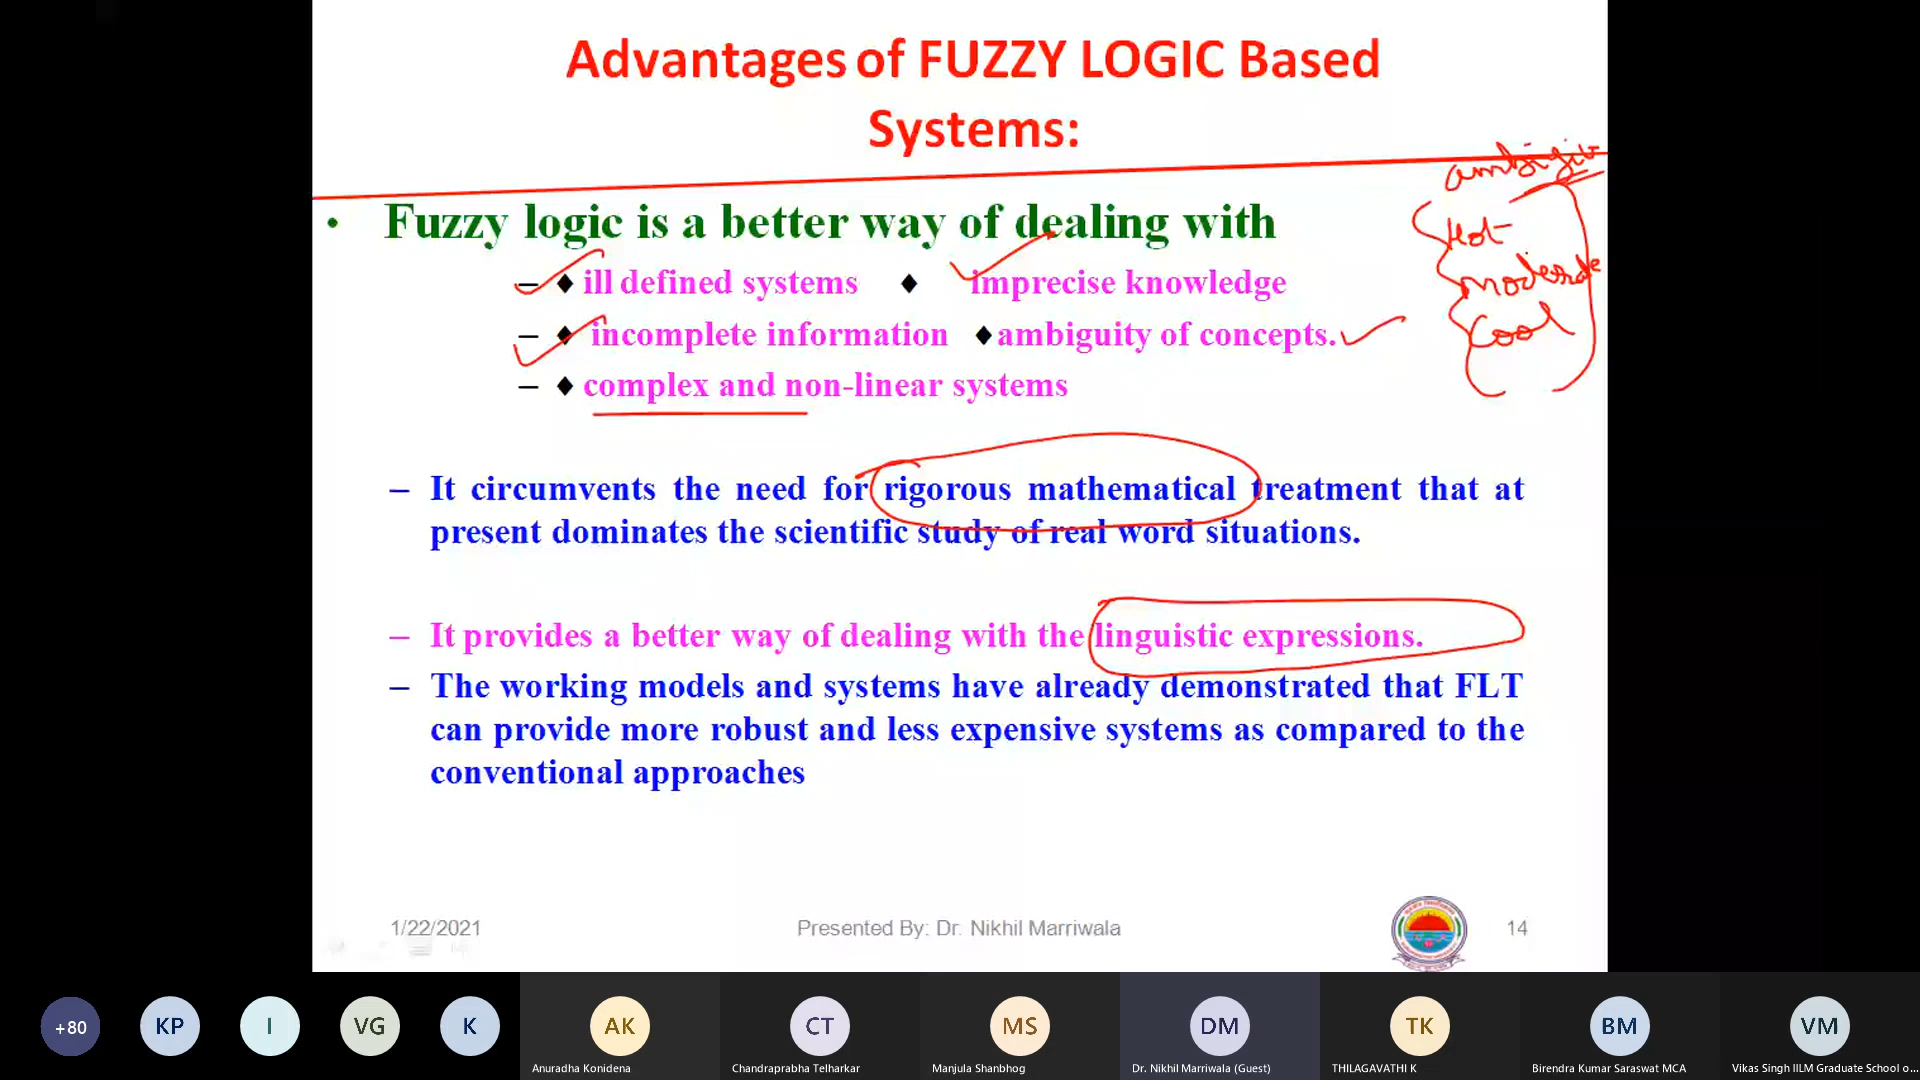 Advantages of FUZZY LOGIC Based
Systems:
ambigit
• Fuzzy logic is a better way of dealing with
Hot
– ♦ ill defined systems ♦ imprecise knowledge
moderate
– ♦ incomplete information ♦ ambiguity of concepts.
Cool
– ♦ complex and non-linear systems
– It circumvents the need for rigorous mathematical treatment that at
present dominates the scientific study of real word situations.
– It provides a better way of dealing with the linguistic expressions.
– The working models and systems have already demonstrated that FLT
can provide more robust and less expensive systems as compared to the
conventional approaches
1/22/2021 Presented By: Dr. Nikhil Marriwala 14
+80 KP I VG K AK CT MS DM TK BM VM
Anuradha Konidena Chandraprabha Telharkar Manjula Shanbhog Dr. Nikhil Marriwala (Guest) THILAGAVATHI K Birendra Kumar Saraswat MCA Vikas Singh IILM Graduate School o...